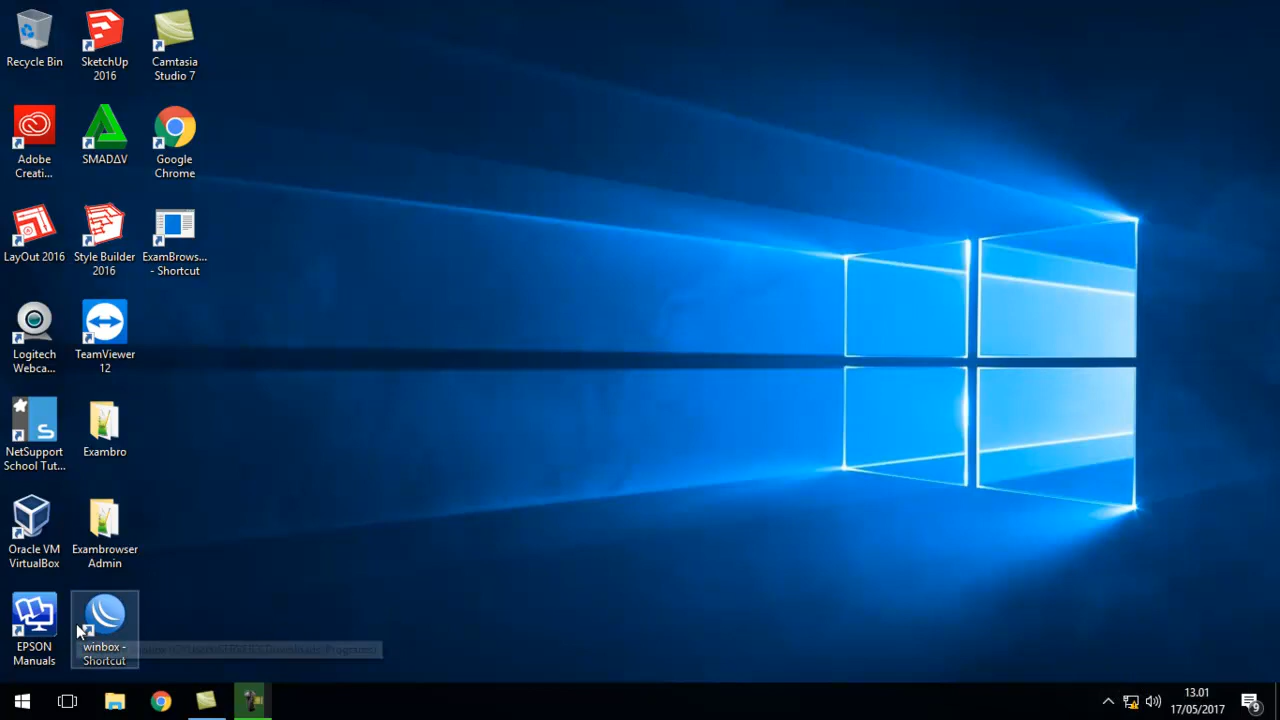 Recycle Bin
SketchUp
2016
Camtasia
Studio 7
Adobe
Creati...
SMADΔV
Google
Chrome
LayOut 2016
Style Builder
2016
ExamBrows...
- Shortcut
Logitech
Webca...
TeamViewer
12
NetSupport
School Tut...
Exambro
Oracle VM
VirtualBox
Exambrowser
Admin
EPSON
Manuals
winbox -
Shortcut
13.01
17/05/2017
9